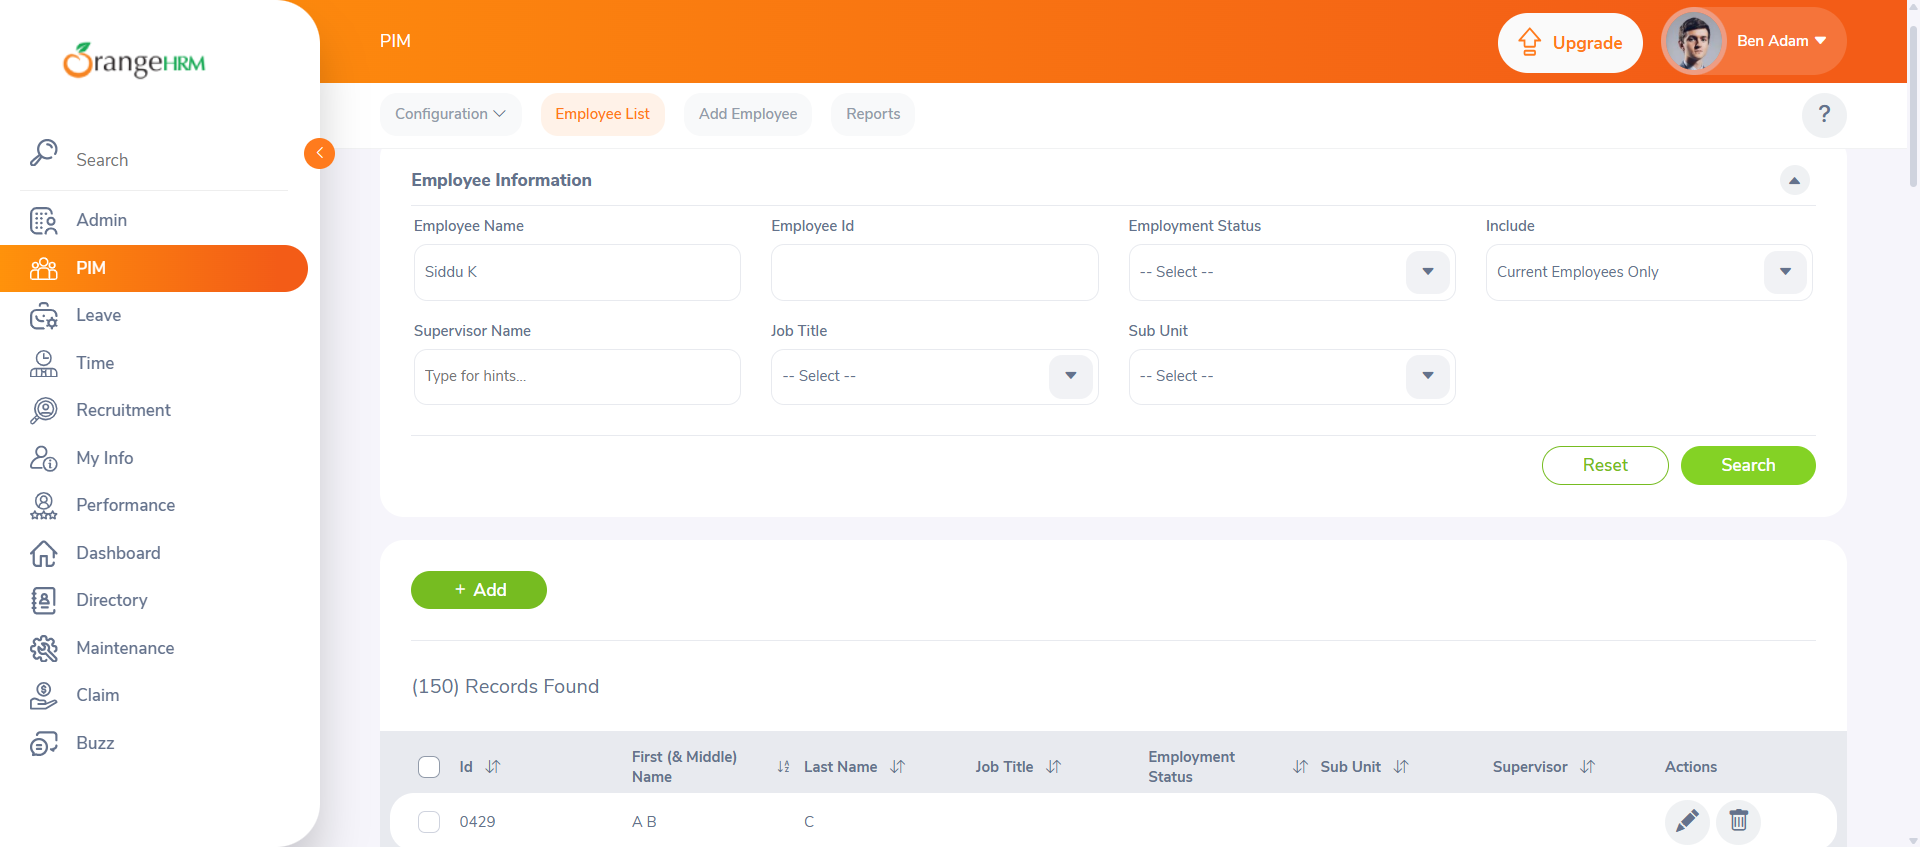 OrangeHRM
PIM
Upgrade
Ben Adam
Search
Configuration
Employee List
Add Employee
Reports
?
Admin
PIM
Leave
Time
Recruitment
My Info
Performance
Dashboard
Directory
Maintenance
Claim
Buzz
Employee Information
Employee Name
Employee Id
Employment Status
Include
Siddu K
-- Select --
Current Employees Only
Supervisor Name
Job Title
Sub Unit
Type for hints...
-- Select --
-- Select --
Reset
Search
+ Add
(150) Records Found
Id
First (& Middle)
Name
Last Name
Job Title
Employment
Status
Sub Unit
Supervisor
Actions
0429
A B
C